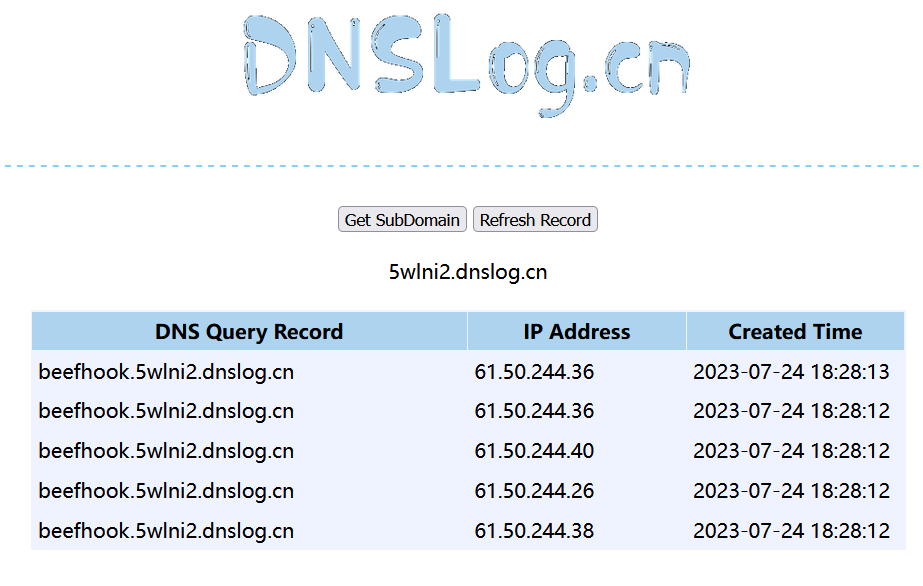 DNSLog.cn
Get SubDomain Refresh Record
5wlni2.dnslog.cn
DNS Query Record IP Address Created Time
beefhook.5wlni2.dnslog.cn 61.50.244.36 2023-07-24 18:28:13
beefhook.5wlni2.dnslog.cn 61.50.244.36 2023-07-24 18:28:12
beefhook.5wlni2.dnslog.cn 61.50.244.40 2023-07-24 18:28:12
beefhook.5wlni2.dnslog.cn 61.50.244.26 2023-07-24 18:28:12
beefhook.5wlni2.dnslog.cn 61.50.244.38 2023-07-24 18:28:12